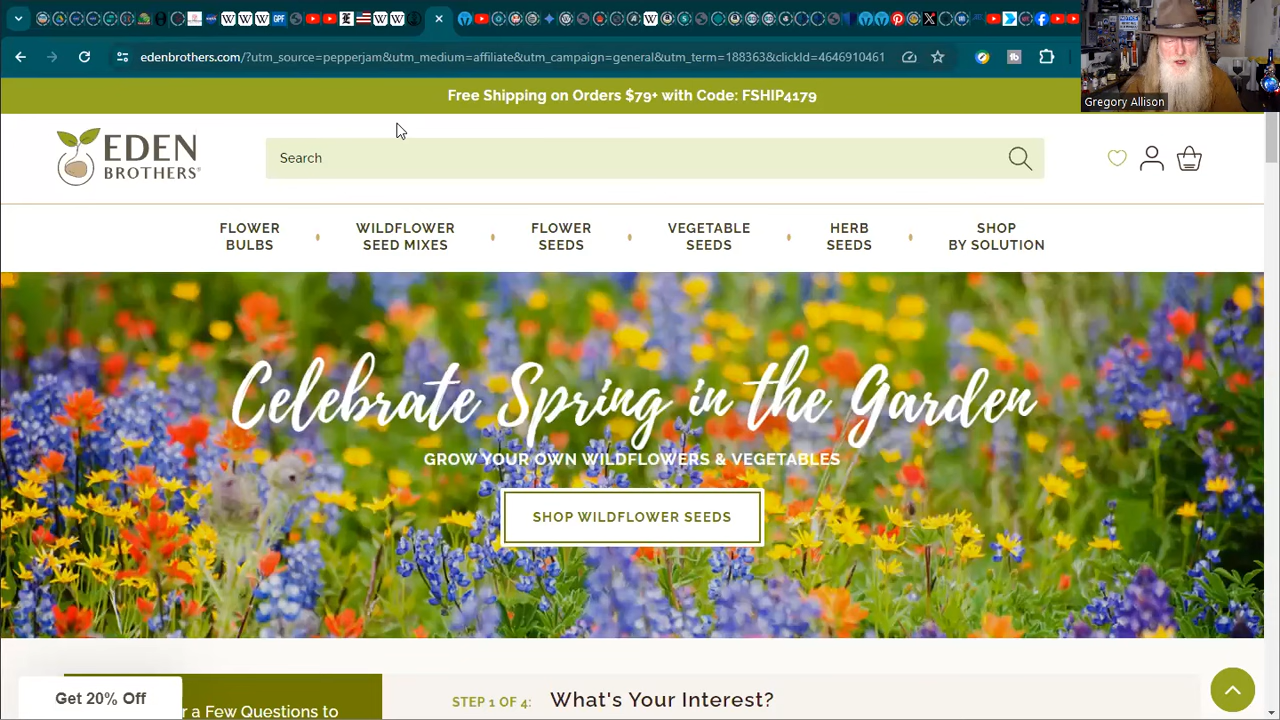 edenbrothers.com/?utm_source=pepperjam&utm_medium=affiliate&utm_campaign=general&utm_term=188363&clickId=4646910461
Free Shipping on Orders $79+ with Code: FSHIP4179
Gregory Allison
EDEN
BROTHERS®
Search
FLOWER
BULBS
WILDFLOWER
SEED MIXES
FLOWER
SEEDS
VEGETABLE
SEEDS
HERB
SEEDS
SHOP
BY SOLUTION
Celebrate Spring in the Garden
GROW YOUR OWN WILDFLOWERS & VEGETABLES
SHOP WILDFLOWER SEEDS
Get 20% Off
r a Few Questions to
STEP 1 OF 4: What's Your Interest?